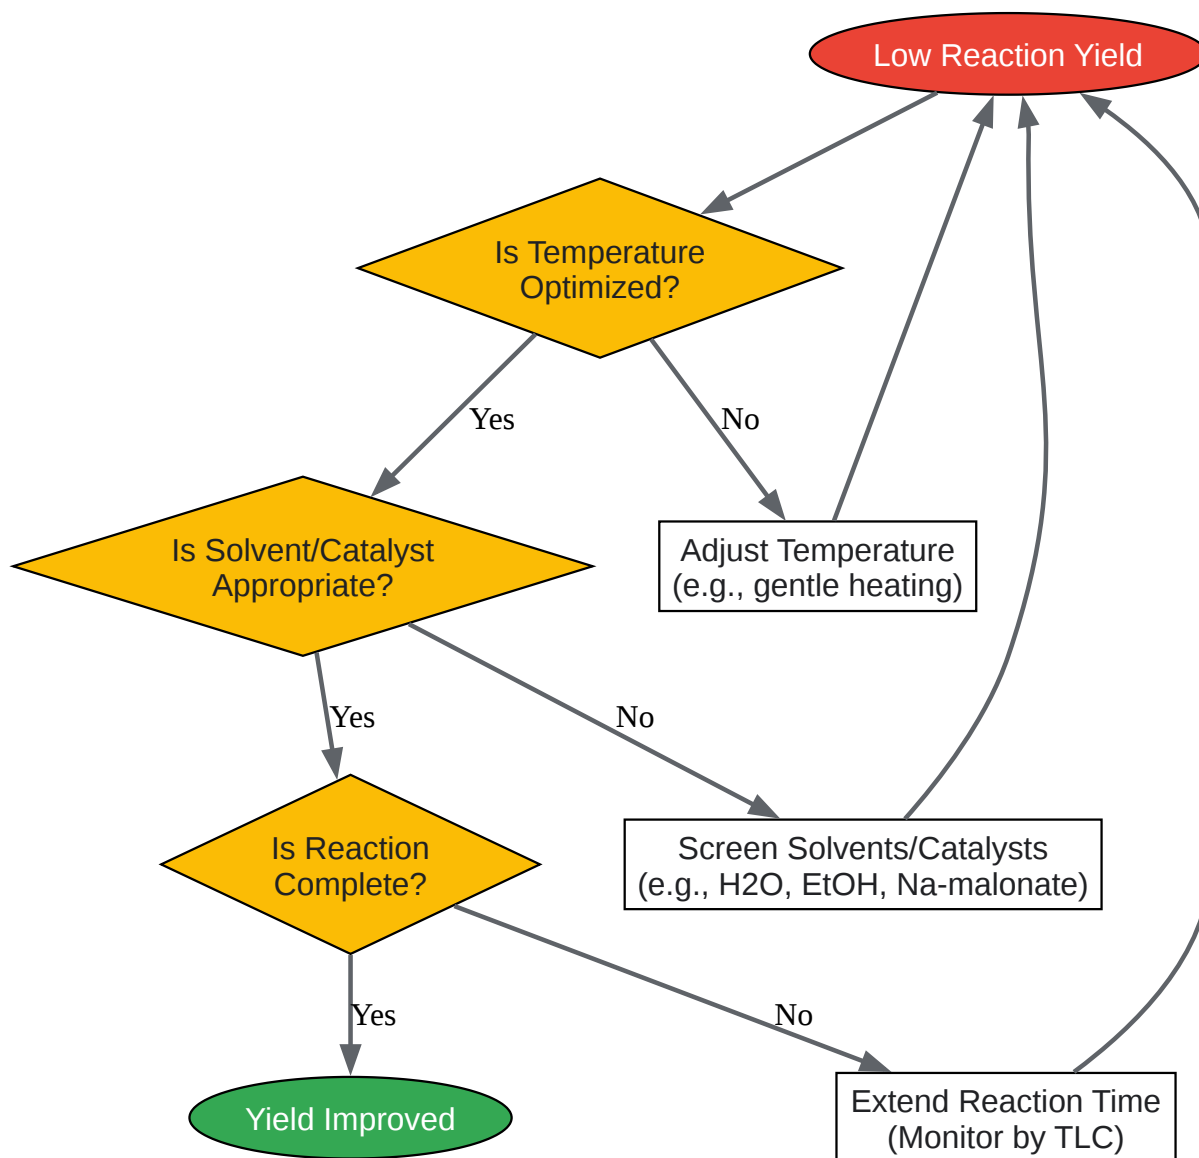 Low Reaction Yield
Is Temperature
Optimized?
Yes
No
Is Solvent/Catalyst
Appropriate?
Adjust Temperature
(e.g., gentle heating)
Yes
No
Is Reaction
Complete?
Screen Solvents/Catalysts
(e.g., H2O, EtOH, Na-malonate)
Yes
No
Yield Improved
Extend Reaction Time
(Monitor by TLC)